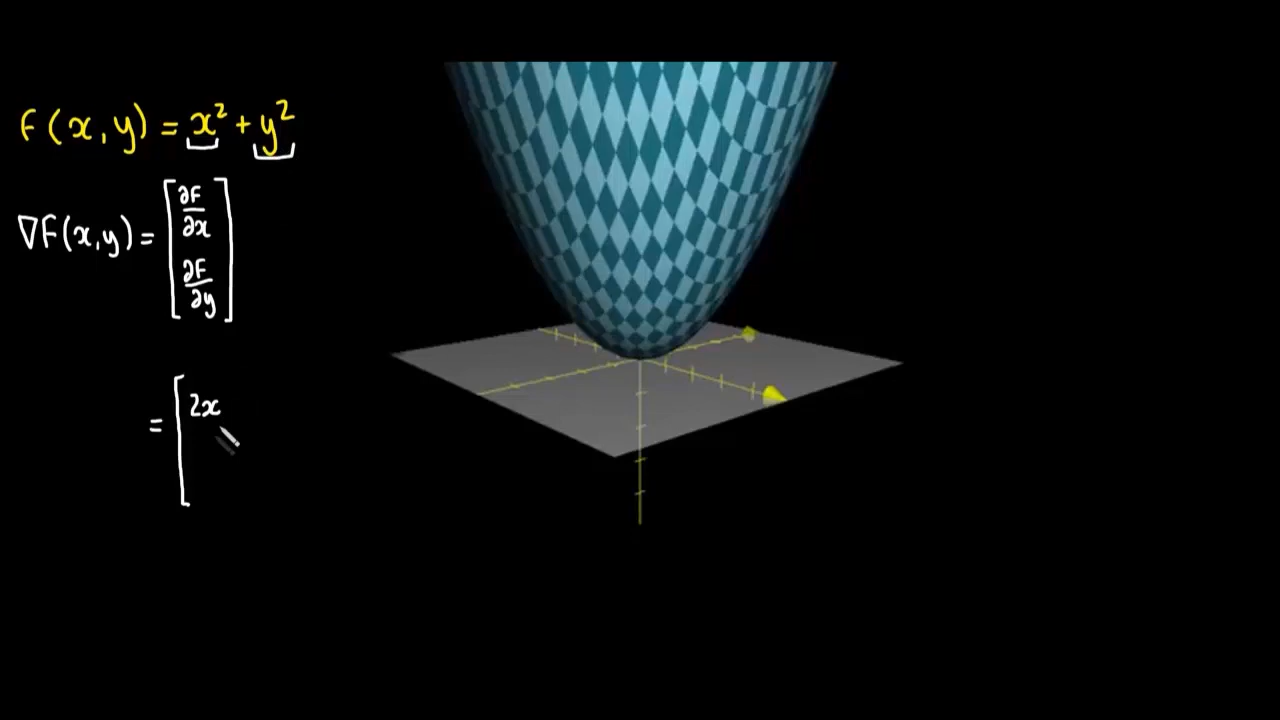 F(x,y) = x² + y²
∇F(x,y) = [∂F/∂x
∂F/∂y]
= [2x